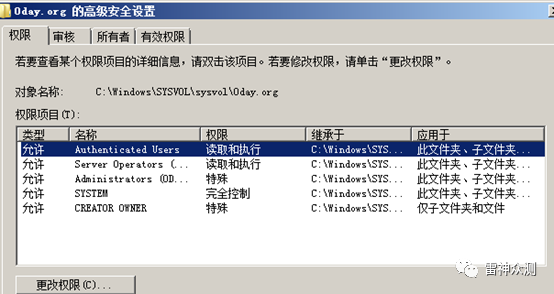 0day.org 的高级安全设置
权限 审核 所有者 有效权限
若要查看某个权限项目的详细信息，请双击该项目。若要修改权限，请单击“更改权限”。
对象名称: C:\Windows\SYSVOL\sysvol\0day.org
权限项目(T):
类型 名称 权限 继承于 应用于
允许 Authenticated Users 读取和执行 C:\Windows\SYS... 此文件夹、子文件夹...
允许 Server Operators (... 读取和执行 C:\Windows\SYS... 此文件夹、子文件夹...
允许 Administrators (OD... 特殊 C:\Windows\SYS... 此文件夹、子文件夹...
允许 SYSTEM 完全控制 C:\Windows\SYS... 此文件夹、子文件夹...
允许 CREATOR OWNER 特殊 C:\Windows\SYS... 仅子文件夹和文件
更改权限(C)...
雷神众测